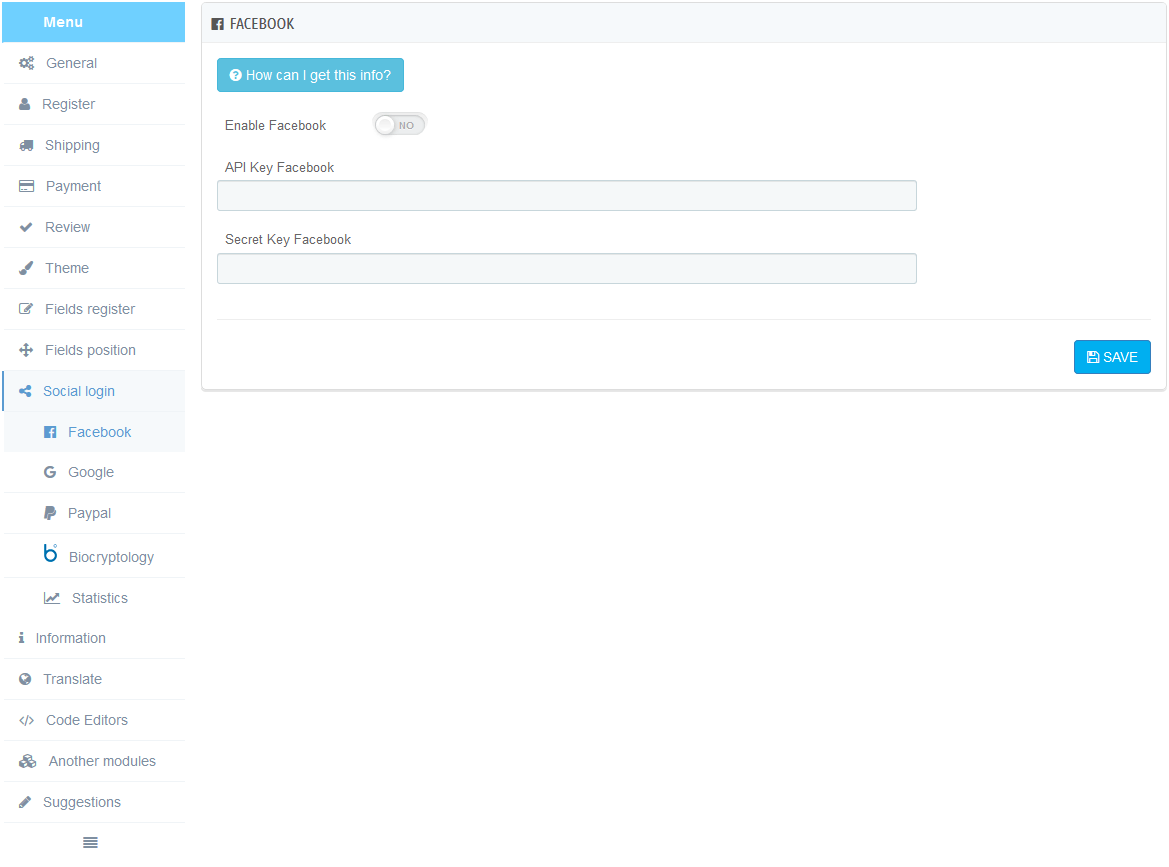 Menu
General
Register
Shipping
Payment
Review
Theme
Fields register
Fields position
Social login
Facebook
Google
Paypal
Biocryptology
Statistics
Information
Translate
Code Editors
Another modules
Suggestions
FACEBOOK
How can I get this info?
Enable Facebook NO
API Key Facebook
Secret Key Facebook
SAVE